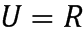 U = R